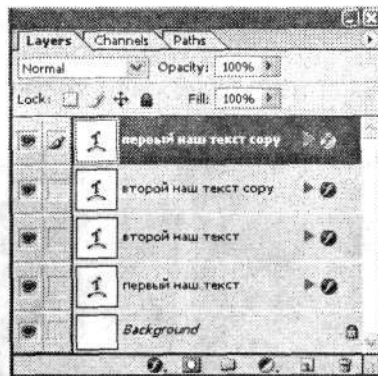 Layers Channels Paths
Normal Opacity: 100%
Lock: Fill: 100%
первый наш текст copy
второй наш текст copy
второй наш текст
первый наш текст
Background